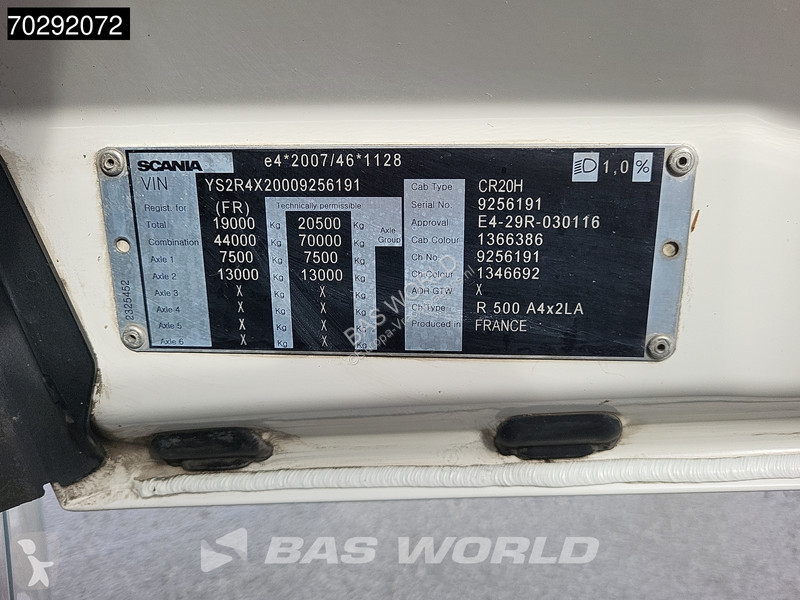 70292072
SCANIA e4*2007/46*1128 1,0 %
VIN YS2R4X20009256191
Regist. for (FR) Technically permissible
Total 19000 Kg 20500 Kg Axle Group
Combination 44000 Kg 70000 Kg
Axle 1 7500 Kg 7500 Kg
Axle 2 13000 Kg 13000 Kg
Axle 3 X Kg X
Axle 4 X Kg X
Axle 5 X Kg X Kg
Axle 6 X Kg X Kg
Cab Type CR20H
Serial No. 9256191
Approval E4-29R-030116
Cab Colour 1366386
Ch No 9256191
Ch Colour 1346692
ADR GTW X
Ch Type R 500 A4x2LA
Produced in FRANCE
2325452
BAS WORLD
BAS WORLD